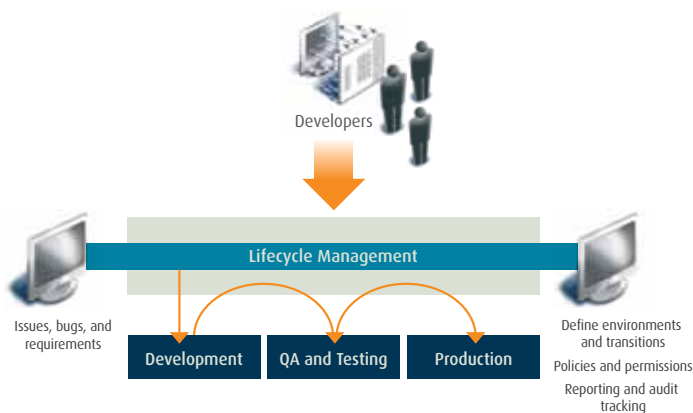 Developers
Lifecycle Management
Issues, bugs, and
requirements
Development
QA and Testing
Production
Define environments
and transitions
Policies and permissions
Reporting and audit
tracking